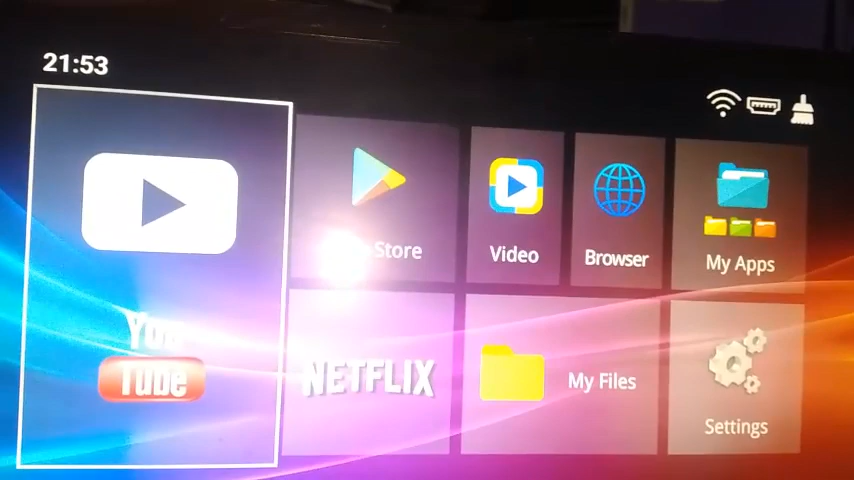 21:53
You
Tube
Store
Video
Browser
My Apps
NETFLIX
My Files
Settings